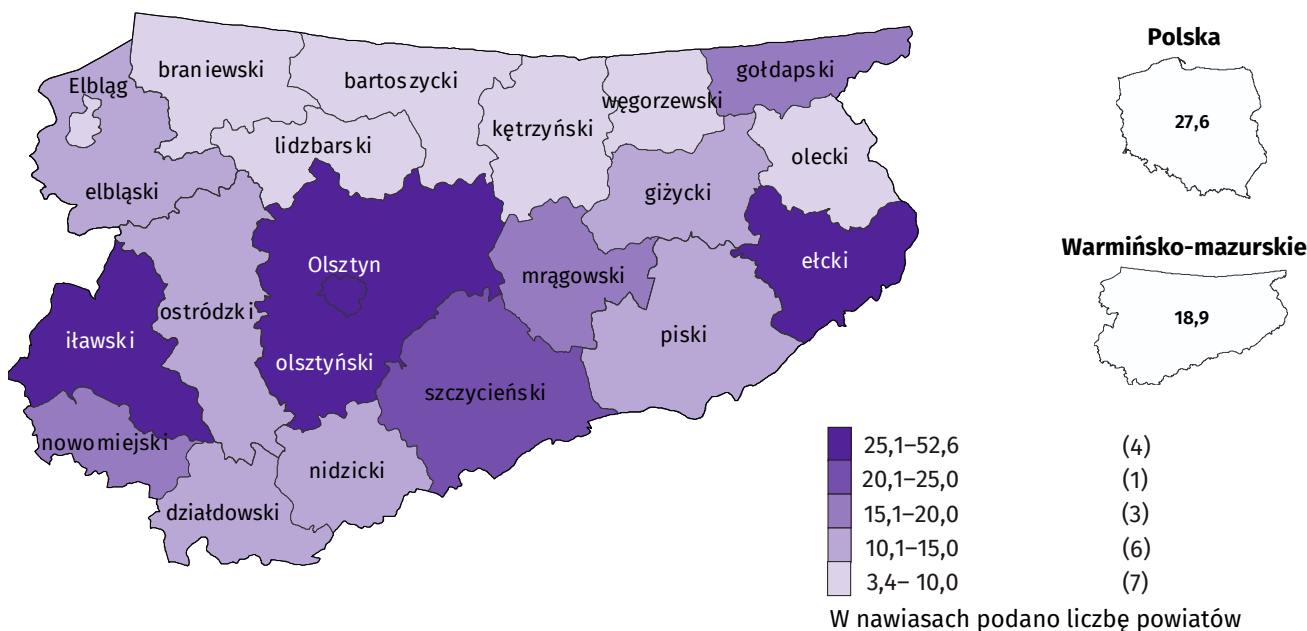 Elbląg
braniewski
bartoszycki
gołdapski
węgorzewski
kętrzyński
lidzbarski
olecki
elbląski
giżycki
Olsztyn
mrągowski
ełcki
ostródzki
iławski
olsztyński
piski
szczycieński
nowomiejski
nidzicki
działdowski
Polska
27,6
Warmińsko-mazurskie
18,9
25,1–52,6 (4)
20,1–25,0 (1)
15,1–20,0 (3)
10,1–15,0 (6)
3,4– 10,0 (7)
W nawiasach podano liczbę powiatów